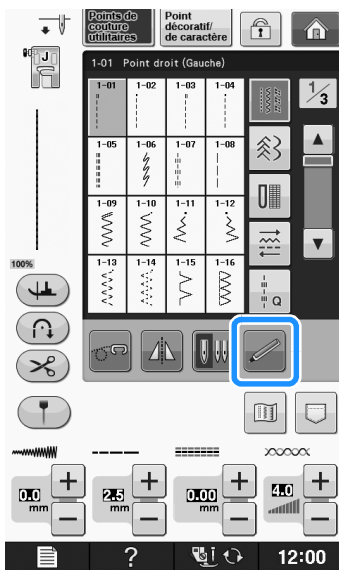 Points de couture utilitaires
Point décoratif/ de caractère
J
1-01 Point droit (Gauche)
1/3
1-01 1-02 1-03 1-04
1-05 1-06 1-07 1-08
1-09 1-10 1-11 1-12
1-13 1-14 1-15 1-16
100%
Q
0.0 mm
2.5 mm
0.00 mm
4.0
+ + + +
− − − −
? 12:00